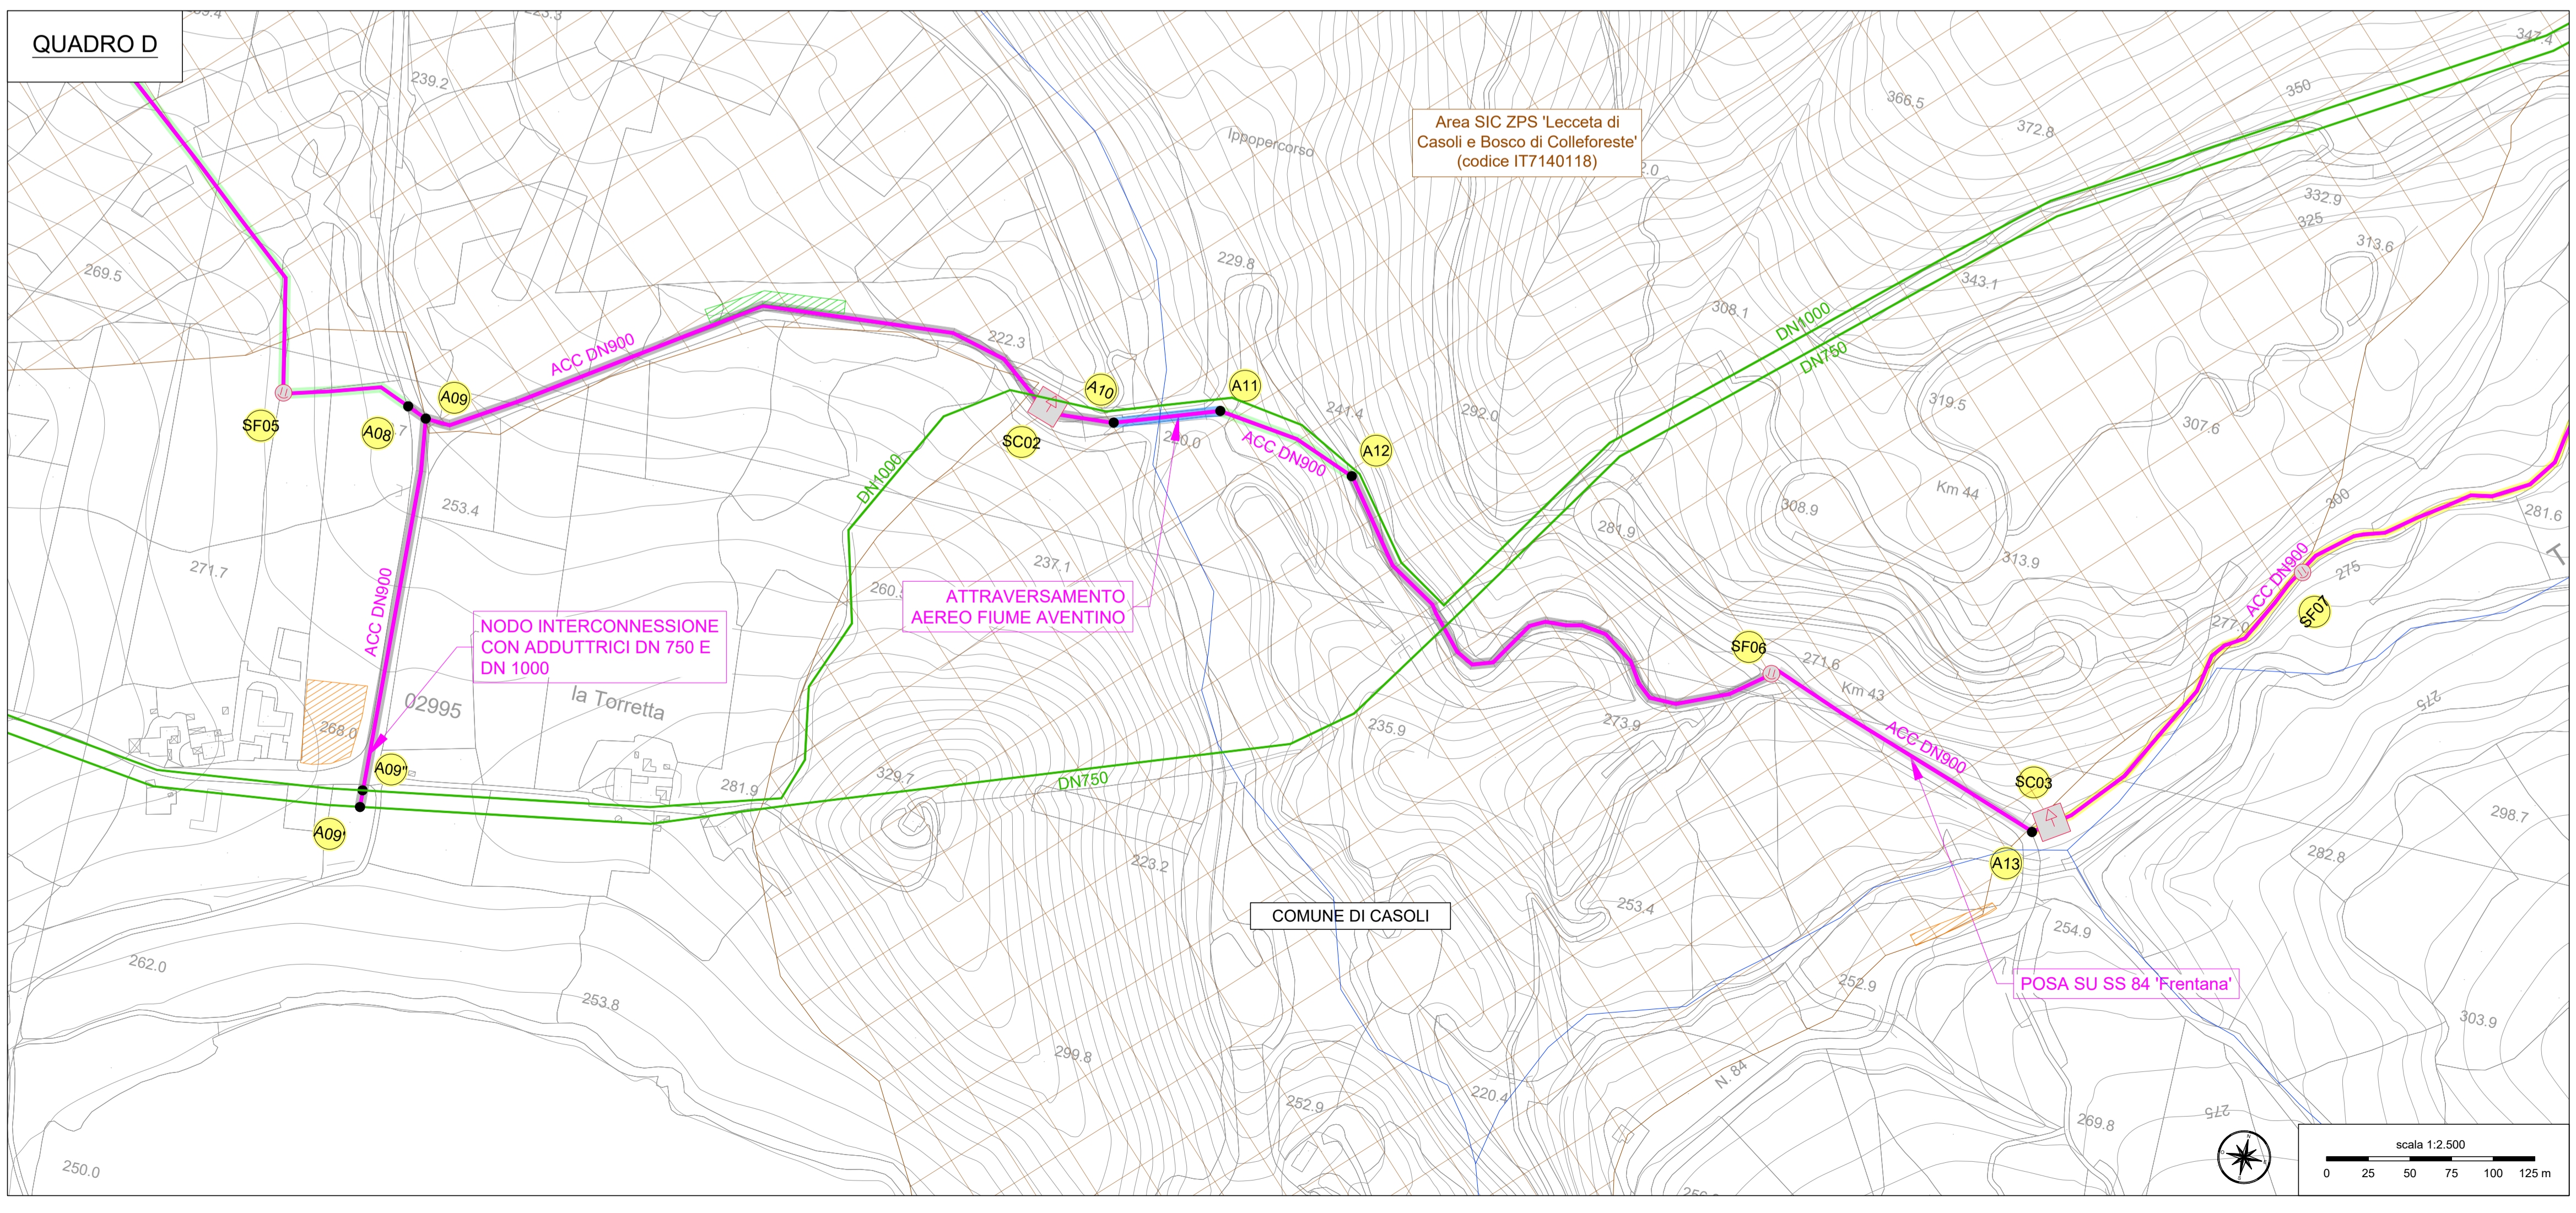 QUADRO D
239.2
347.4
350
366.5
372.8
Area SIC ZPS 'Lecceta di
Casoli e Bosco di Colleforeste'
(codice IT7140118)
Ippopercorso
332.9
325
313.6
269.5
229.8
343.1
308.1
DN1000
DN750
222.3
ACC DN900
A09
A10
A11
241.4
292.0
319.5
307.6
SF05
A08
SC02
220.0
ACC DN900
A12
DN1000
Km 44
300
281.6
253.4
308.9
281.9
313.9
271.7
237.1
ACC DN900
275
ATTRAVERSAMENTO
AEREO FIUME AVENTINO
ACC DN900
NODO INTERCONNESSIONE
CON ADDUTTRICI DN 750 E
DN 1000
SF07
277.0
SF06
271.6
Km 43
02995
la Torretta
268.0
235.9
273.9
275
ACC DN900
A09''
281.9
329.7
DN750
SC03
A09'
298.7
282.8
223.2
A13
COMUNE DI CASOLI
253.4
254.9
262.0
253.8
252.9
POSA SU SS 84 'Frentana'
303.9
299.8
N. 84
252.9
220.4
269.8
275
250.0
scala 1:2.500
0 25 50 75 100 125 m